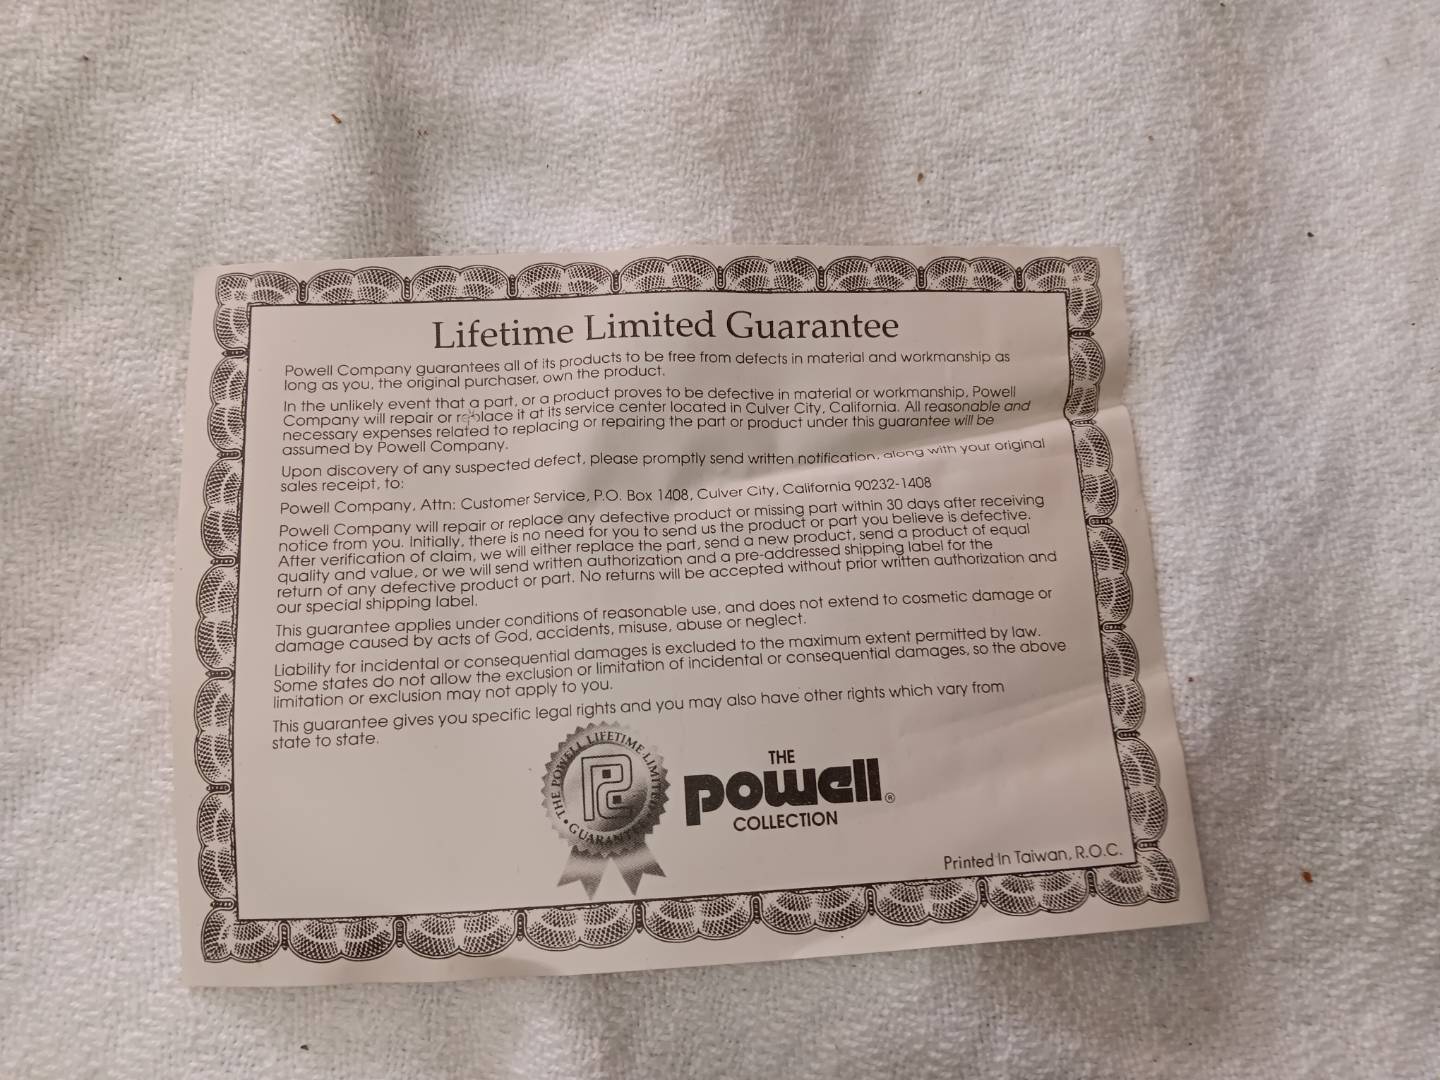 Lifetime Limited Guarantee
Powell Company guarantees all of its products to be free from defects in material and workmanship as
long as you, the original purchaser, own the product.
In the unlikely event that a part, or a product proves to be defective in material or workmanship, Powell
Company will repair or replace it at its service center located in Culver City, California. All reasonable and
necessary expenses related to replacing or repairing the part or product under this guarantee will be
assumed by Powell Company.
Upon discovery of any suspected defect, please promptly send written notification, along with your original
sales receipt, to:
Powell Company, Attn: Customer Service, P.O. Box 1408, Culver City, California 90232-1408
Powell Company will repair or replace any defective product or missing part within 30 days after receiving
notice from you. Initially, there is no need for you to send us the product or part you believe is defective.
After verification of claim, we will either replace the part, send a new product, send a product of equal
quality and value, or we will send written authorization and a pre-addressed shipping label for the
return of any defective product or part. No returns will be accepted without prior written authorization and
our special shipping label.
This guarantee applies under conditions of reasonable use, and does not extend to cosmetic damage or
damage caused by acts of God, accidents, misuse, abuse or neglect.
Liability for incidental or consequential damages is excluded to the maximum extent permitted by law.
Some states do not allow the exclusion or limitation of incidental or consequential damages, so the above
limitation or exclusion may not apply to you.
This guarantee gives you specific legal rights and you may also have other rights which vary from
state to state.
THE POWELL LIFETIME LIMITED
• GUARANTEE
THE
powell®
COLLECTION
Printed In Taiwan, R.O.C.